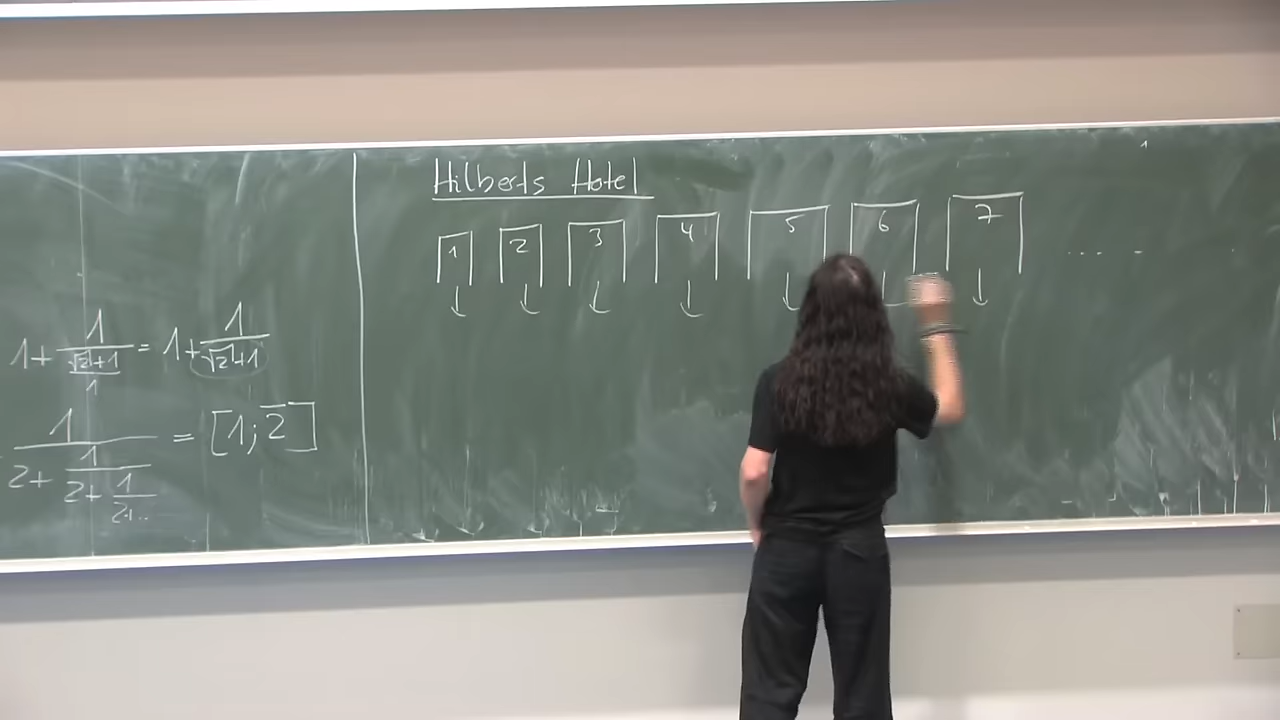 1+ 1/((√2+1)/1) = 1+ 1/(√2+1)
1/(2+ 1/(2+ 1/(2+..))) = [1; 2̅]
Hilberts Hotel
1 2 3 4 5 6 7 .... -
↓ ↓ ↓ ↓ ↓ ↓ ↓